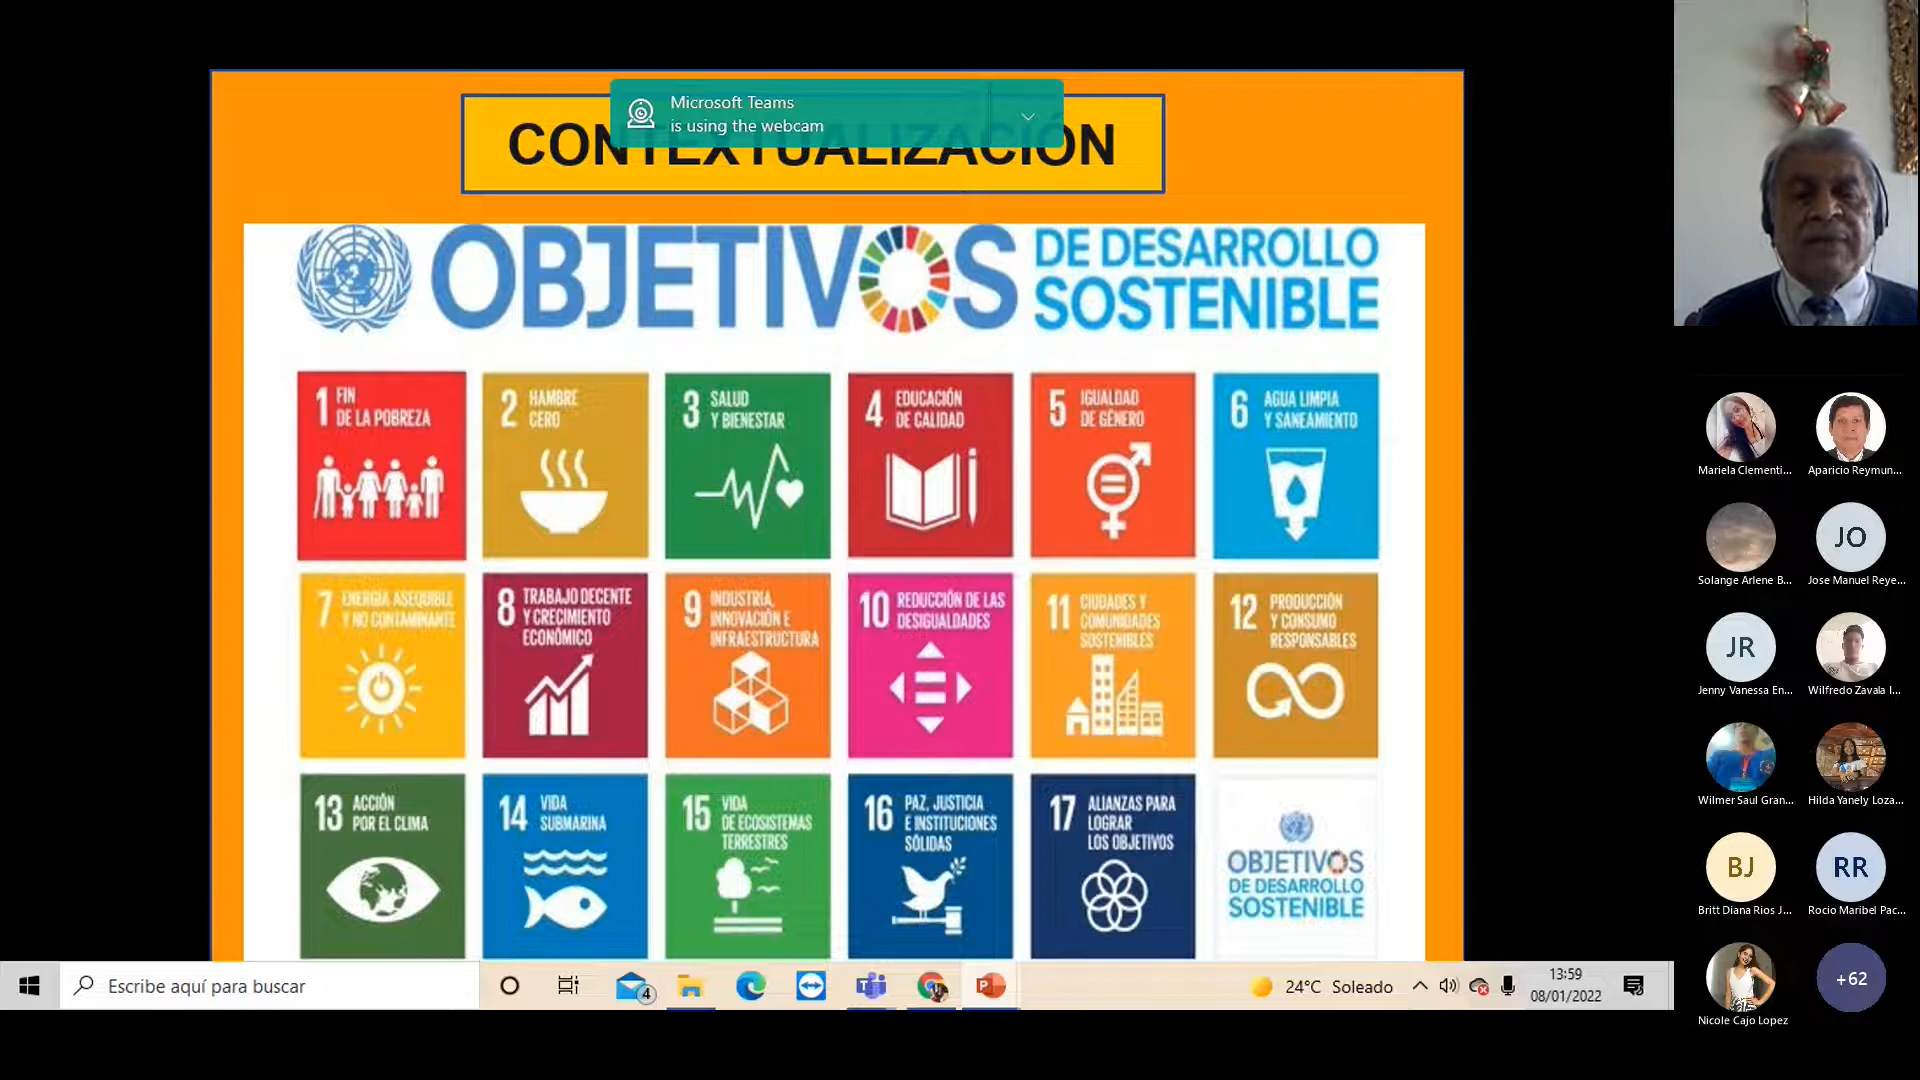 Microsoft Teams
is using the webcam
CONTEXTUALIZACIÓN
OBJETIVOS
DE DESARROLLO
SOSTENIBLE
1 FIN
DE LA POBREZA
2 HAMBRE
CERO
3 SALUD
Y BIENESTAR
4 EDUCACIÓN
DE CALIDAD
5 IGUALDAD
DE GÉNERO
6 AGUA LIMPIA
Y SANEAMIENTO
7 ENERGIA ASEQUIBLE
Y NO CONTAMINANTE
8 TRABAJO DECENTE
Y CRECIMIENTO
ECONÓMICO
9 INDUSTRIA,
INNOVACIÓN E
INFRAESTRUCTURA
10 REDUCCIÓN DE LAS
DESIGUALDADES
11 CIUDADES Y
COMUNIDADES
SOSTENIBLES
12 PRODUCCIÓN
Y CONSUMO
RESPONSABLES
13 ACCIÓN
POR EL CLIMA
14 VIDA
SUBMARINA
15 VIDA
DE ECOSISTEMAS
TERRESTRES
16 PAZ, JUSTICIA
E INSTITUCIONES
SÓLIDAS
17 ALIANZAS PARA
LOGRAR
LOS OBJETIVOS
OBJETIVOS
DE DESARROLLO
SOSTENIBLE
Mariela Clementi...
Aparicio Reymun...
Solange Arlene B...
JO
Jose Manuel Reye...
JR
Jenny Vanessa En...
Wilfredo Zavala I...
Wilmer Saul Gran...
Hilda Yanely Loza...
BJ
Britt Diana Rios J...
RR
Rocio Maribel Pac...
Nicole Cajo Lopez
+62
Escribe aquí para buscar
4
24°C Soleado
13:59
08/01/2022